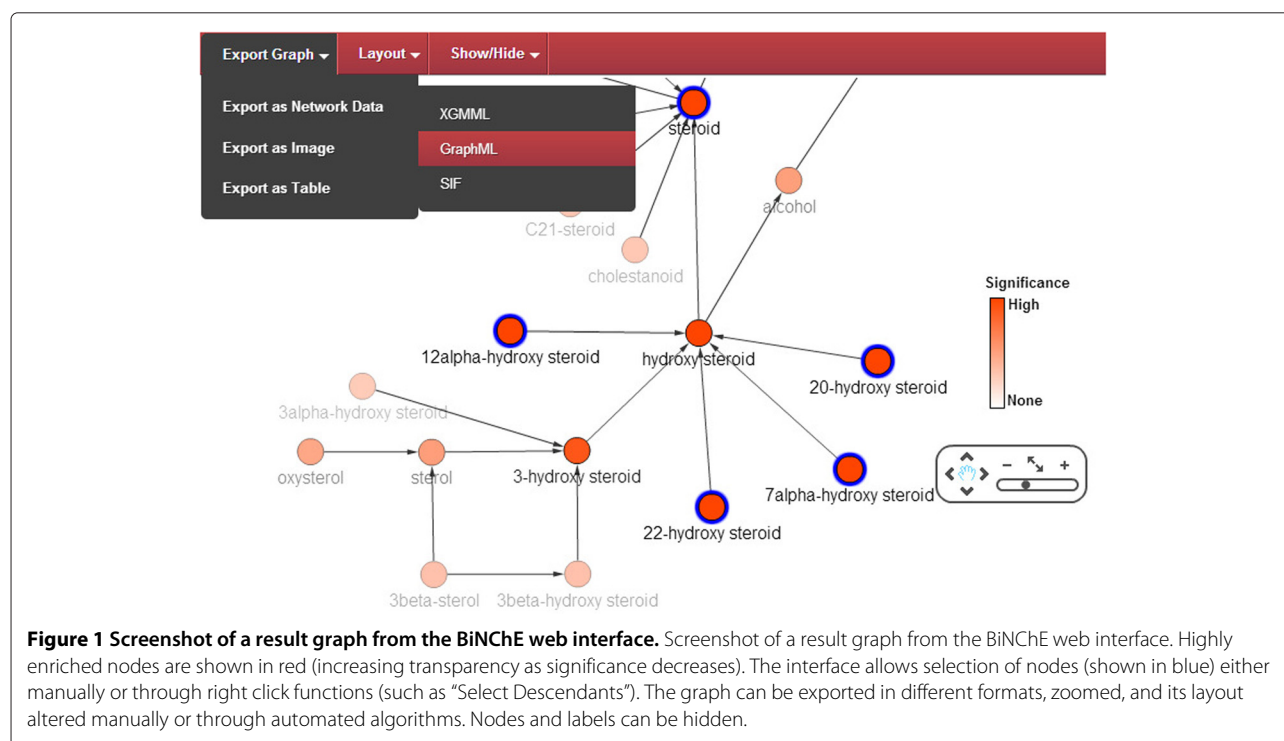 Export Graph Layout Show/Hide
Export as Network Data
Export as Image
Export as Table
XGMML
GraphML
SIF
steroid
alcohol
C21-steroid
cholestanoid
Significance
High
None
12alpha-hydroxy steroid
hydroxy steroid
20-hydroxy steroid
3alpha-hydroxy steroid
oxysterol
sterol
3-hydroxy steroid
7alpha-hydroxy steroid
22-hydroxy steroid
3beta-sterol
3beta-hydroxy steroid
Figure 1 Screenshot of a result graph from the BiNChE web interface. Screenshot of a result graph from the BiNChE web interface. Highly
enriched nodes are shown in red (increasing transparency as significance decreases). The interface allows selection of nodes (shown in blue) either
manually or through right click functions (such as “Select Descendants”). The graph can be exported in different formats, zoomed, and its layout
altered manually or through automated algorithms. Nodes and labels can be hidden.